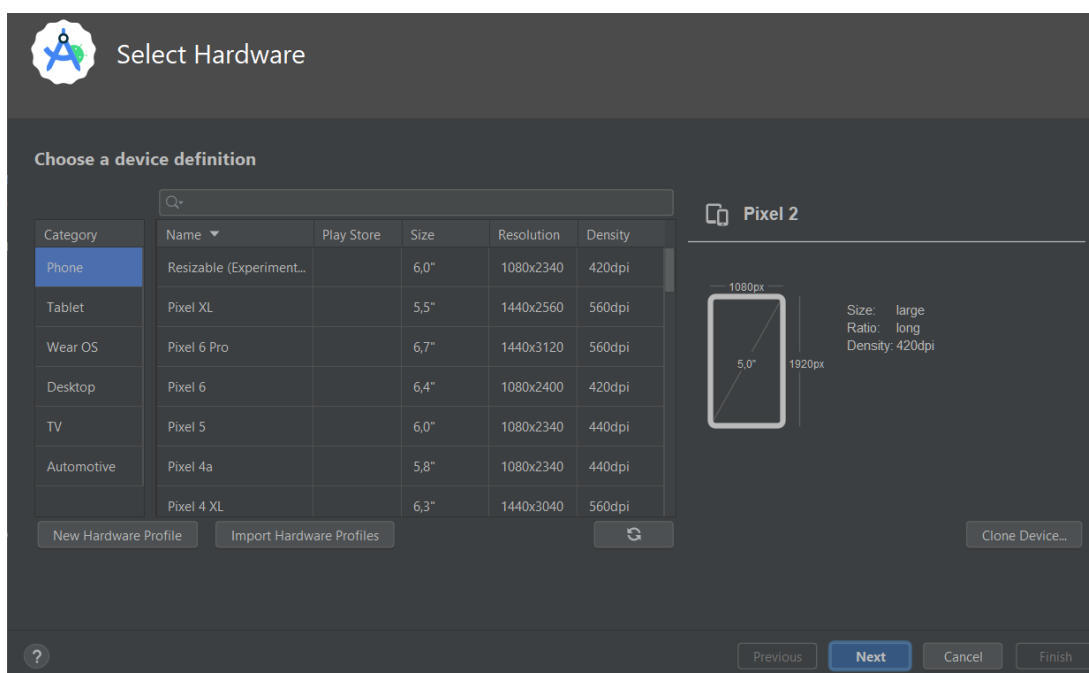 Select Hardware
Choose a device definition
Category
Phone
Tablet
Wear OS
Desktop
TV
Automotive
Name Play Store Size Resolution Density
Resizable (Experiment... 6,0" 1080x2340 420dpi
Pixel XL 5,5" 1440x2560 560dpi
Pixel 6 Pro 6,7" 1440x3120 560dpi
Pixel 6 6,4" 1080x2400 420dpi
Pixel 5 6,0" 1080x2340 440dpi
Pixel 4a 5,8" 1080x2340 440dpi
Pixel 4 XL 6,3" 1440x3040 560dpi
New Hardware Profile Import Hardware Profiles
Pixel 2
1080px
5,0"
1920px
Size: large
Ratio: long
Density: 420dpi
Clone Device...
?
Previous Next Cancel Finish